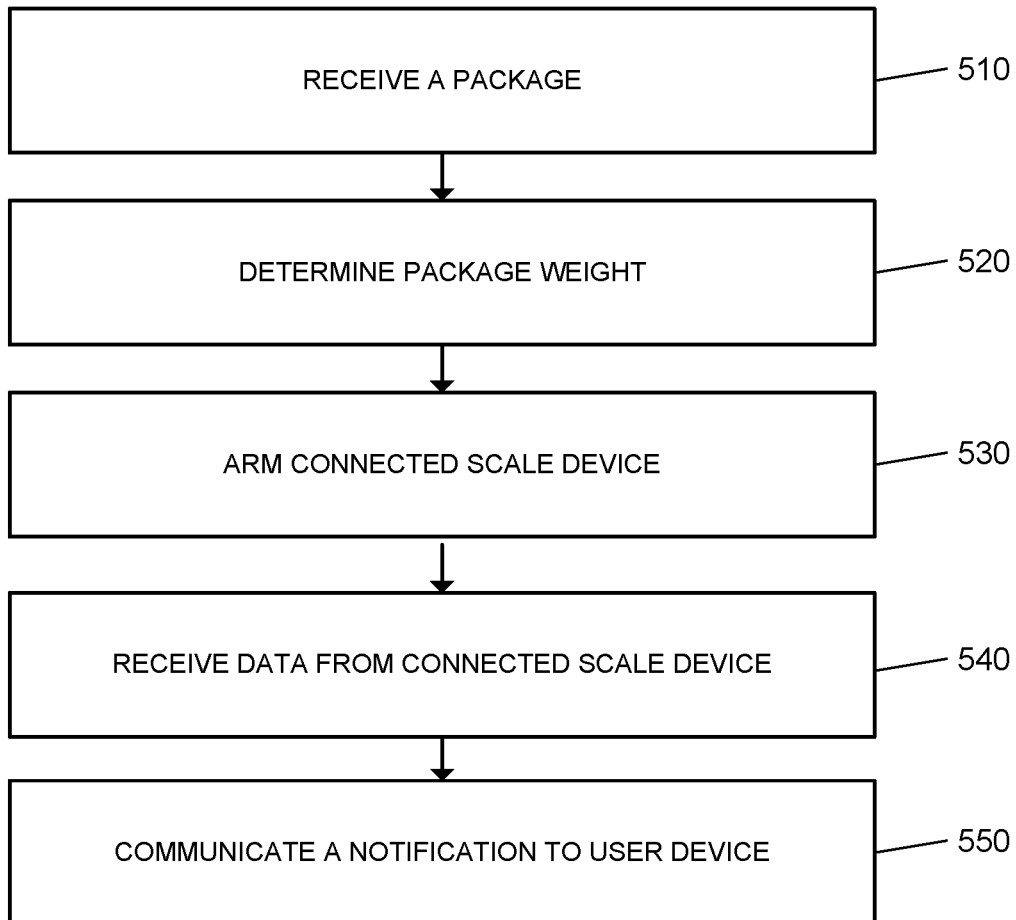 RECEIVE A PACKAGE
510
DETERMINE PACKAGE WEIGHT
520
ARM CONNECTED SCALE DEVICE
530
RECEIVE DATA FROM CONNECTED SCALE DEVICE
540
COMMUNICATE A NOTIFICATION TO USER DEVICE
550